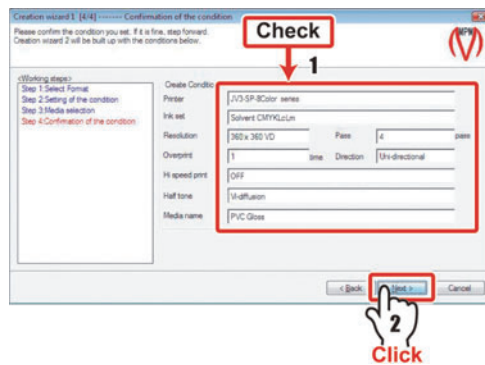 Creation wizard 1 [4/4] ------- Confirmation of the condition
Please confirm the condition you set. If it is fine, step forward.
Creation wizard 2 will be built up with the conditions below.
Check
1
<Working steps>
Step 1:Select Format
Step 2:Setting of the condition
Step 3:Media selection
Step 4:Confirmation of the condition
Create Conditio
Printer JV3-SP-8Color series
Ink set Solvent CMYKLcLm
Resolution 360 x 360 VD Pass 4 pass
Overprint 1 time Direction Uni-directional
Hi speed print OFF
Half tone Vi-diffusion
Media name PVC Gloss
< Back Next > Cancel
2
Click